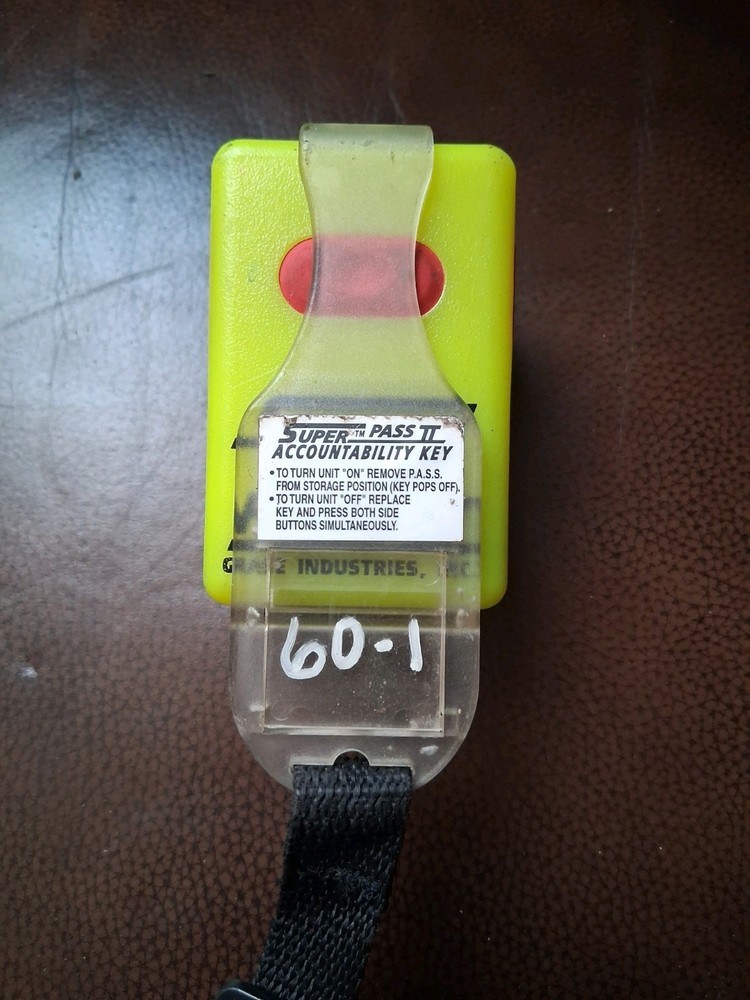 SUPER™ PASS II
ACCOUNTABILITY KEY
• TO TURN UNIT "ON" REMOVE P.A.S.S.
FROM STORAGE POSITION (KEY POPS OFF).
• TO TURN UNIT "OFF" REPLACE
KEY AND PRESS BOTH SIDE
BUTTONS SIMULTANEOUSLY.
INDUSTRIES,
60-1